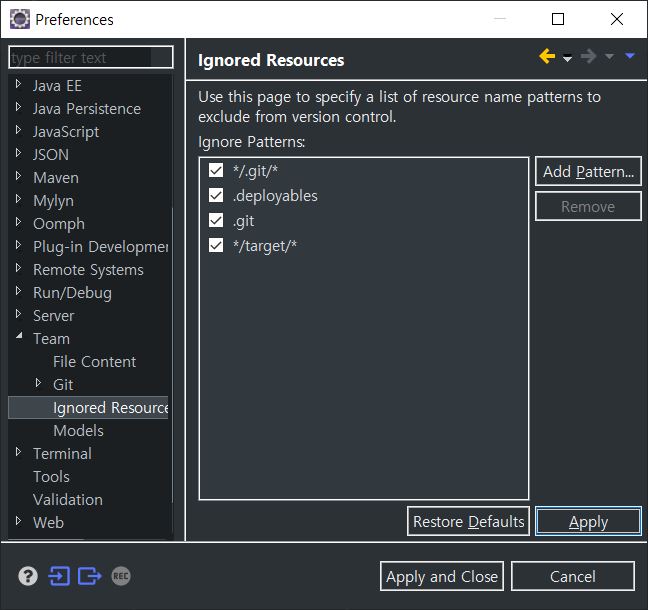 Preferences
type filter text
Java EE
Java Persistence
JavaScript
JSON
Maven
Mylyn
Oomph
Plug-in Developmer
Remote Systems
Run/Debug
Server
Team
File Content
Git
Ignored Resource
Models
Terminal
Tools
Validation
Web
Ignored Resources
Use this page to specify a list of resource name patterns to
exclude from version control.
Ignore Patterns:
*/.git/*
.deployables
.git
*/target/*
Add Pattern...
Remove
Restore Defaults
Apply
REC
Apply and Close
Cancel